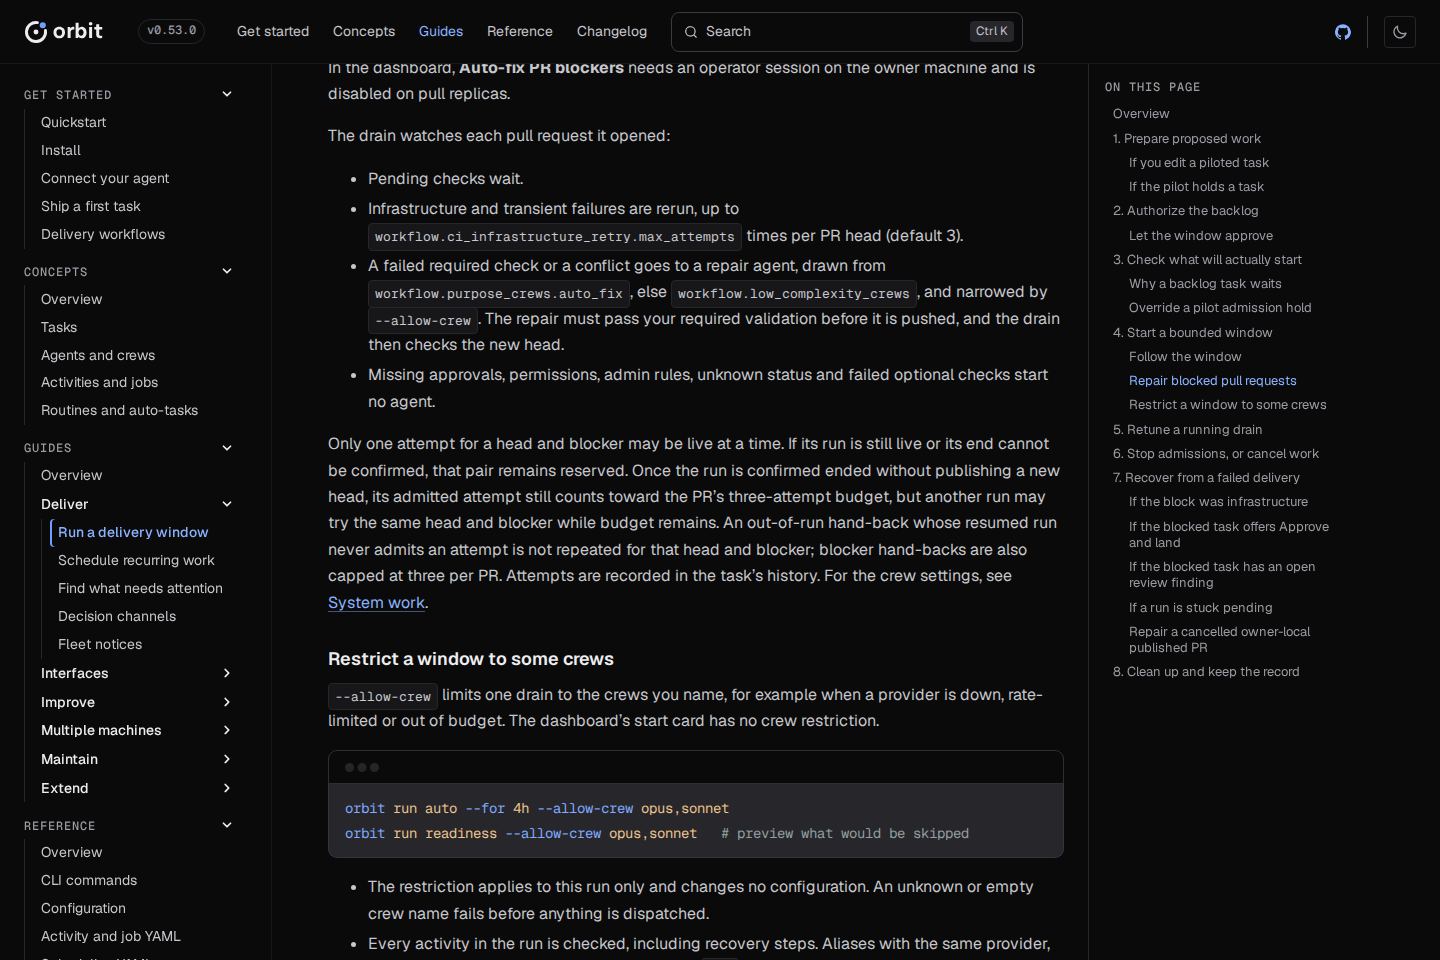 orbit
v0.53.0
Get started
Concepts
Guides
Reference
Changelog
Search
Ctrl K
GET STARTED
Quickstart
Install
Connect your agent
Ship a first task
Delivery workflows
CONCEPTS
Overview
Tasks
Agents and crews
Activities and jobs
Routines and auto-tasks
GUIDES
Overview
Deliver
Run a delivery window
Schedule recurring work
Find what needs attention
Decision channels
Fleet notices
Interfaces
Improve
Multiple machines
Maintain
Extend
REFERENCE
Overview
CLI commands
Configuration
Activity and job YAML
In the dashboard, Auto-fix PR blockers needs an operator session on the owner machine and is
disabled on pull replicas.
The drain watches each pull request it opened:
Pending checks wait.
Infrastructure and transient failures are rerun, up to
workflow.ci_infrastructure_retry.max_attempts times per PR head (default 3).
A failed required check or a conflict goes to a repair agent, drawn from
workflow.purpose_crews.auto_fix, else workflow.low_complexity_crews, and narrowed by
--allow-crew. The repair must pass your required validation before it is pushed, and the drain
then checks the new head.
Missing approvals, permissions, admin rules, unknown status and failed optional checks start
no agent.
Only one attempt for a head and blocker may be live at a time. If its run is still live or its end cannot
be confirmed, that pair remains reserved. Once the run is confirmed ended without publishing a new
head, its admitted attempt still counts toward the PR’s three-attempt budget, but another run may
try the same head and blocker while budget remains. An out-of-run hand-back whose resumed run
never admits an attempt is not repeated for that head and blocker; blocker hand-backs are also
capped at three per PR. Attempts are recorded in the task’s history. For the crew settings, see
System work.
Restrict a window to some crews
--allow-crew limits one drain to the crews you name, for example when a provider is down, rate-
limited or out of budget. The dashboard’s start card has no crew restriction.
orbit run auto --for 4h --allow-crew opus,sonnet
orbit run readiness --allow-crew opus,sonnet   # preview what would be skipped
The restriction applies to this run only and changes no configuration. An unknown or empty
crew name fails before anything is dispatched.
Every activity in the run is checked, including recovery steps. Aliases with the same provider,
ON THIS PAGE
Overview
1. Prepare proposed work
If you edit a piloted task
If the pilot holds a task
2. Authorize the backlog
Let the window approve
3. Check what will actually start
Why a backlog task waits
Override a pilot admission hold
4. Start a bounded window
Follow the window
Repair blocked pull requests
Restrict a window to some crews
5. Retune a running drain
6. Stop admissions, or cancel work
7. Recover from a failed delivery
If the block was infrastructure
If the blocked task offers Approve
and land
If the blocked task has an open
review finding
If a run is stuck pending
Repair a cancelled owner-local
published PR
8. Clean up and keep the record